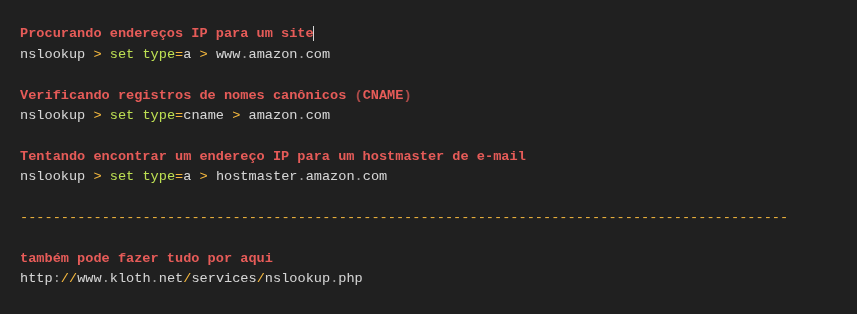 Procurando endereços IP para um site
nslookup > set type=a > www.amazon.com
Verificando registros de nomes canônicos (CNAME)
nslookup > set type=cname > amazon.com
Tentando encontrar um endereço IP para um hostmaster de e-mail
nslookup > set type=a > hostmaster.amazon.com
----------------------------------------------------------------------------------------------
também pode fazer tudo por aqui
http://www.kloth.net/services/nslookup.php